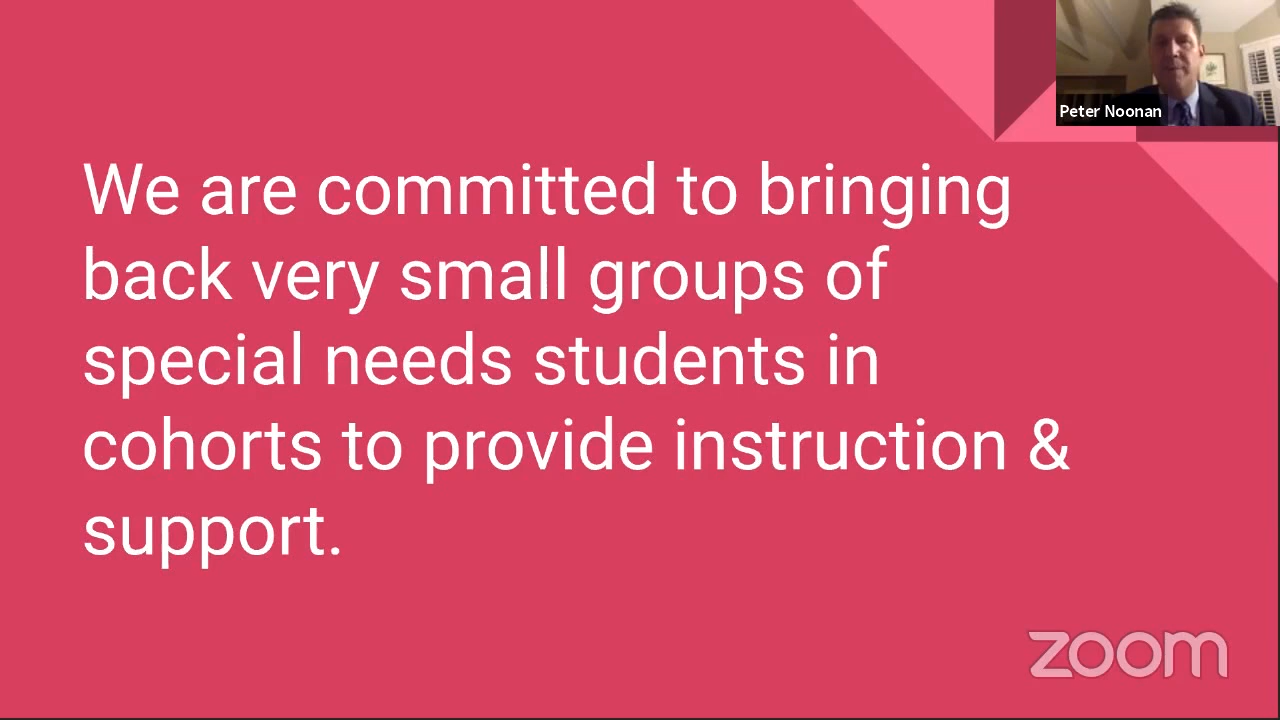 Peter Noonan
We are committed to bringing
back very small groups of
special needs students in
cohorts to provide instruction &
support.
zoom